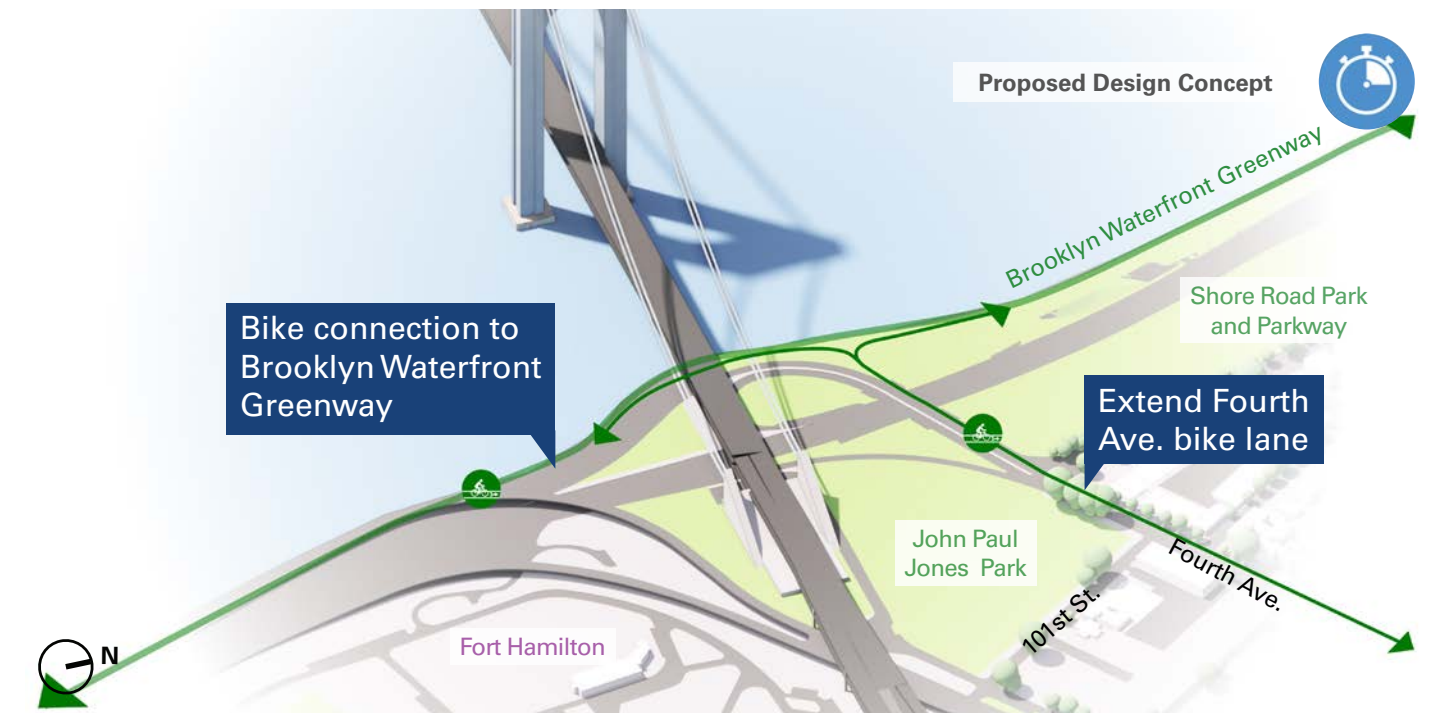 Proposed Design Concept
Brooklyn Waterfront Greenway
Shore Road Park
and Parkway
Bike connection to
Brooklyn Waterfront
Greenway
Extend Fourth
Ave. bike lane
John Paul
Jones Park
Fourth Ave.
101st St.
Fort Hamilton
N